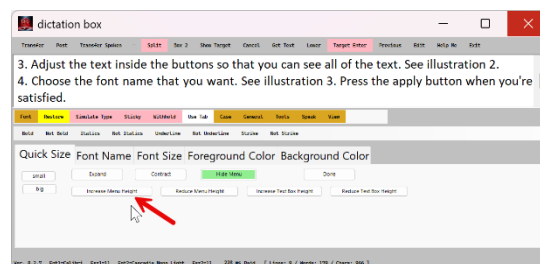 dictation box
Transfer Post Transfer Spoken Split Box 2 Show Target Cancel Get Text Lower Target Enter Previous Edit Help Me Exit
3. Adjust the text inside the buttons so that you can see all of the text. See illustration 2.
4. Choose the font name that you want. See illustration 3. Press the apply button when you're
satisfied.
Font Restore Simulate Type Sticky Withhold Use Tab Case General Tools Speak View
Bold Not Bold Italics Not Italics Underline Not Underline Strike Not Strike
Quick Size Font Name Font Size Foreground Color Background Color
small Expand Contract Hide Menu Done
big Increase Menu Height Reduce Menu Height Increase Text Box Height Reduce Text Box Height